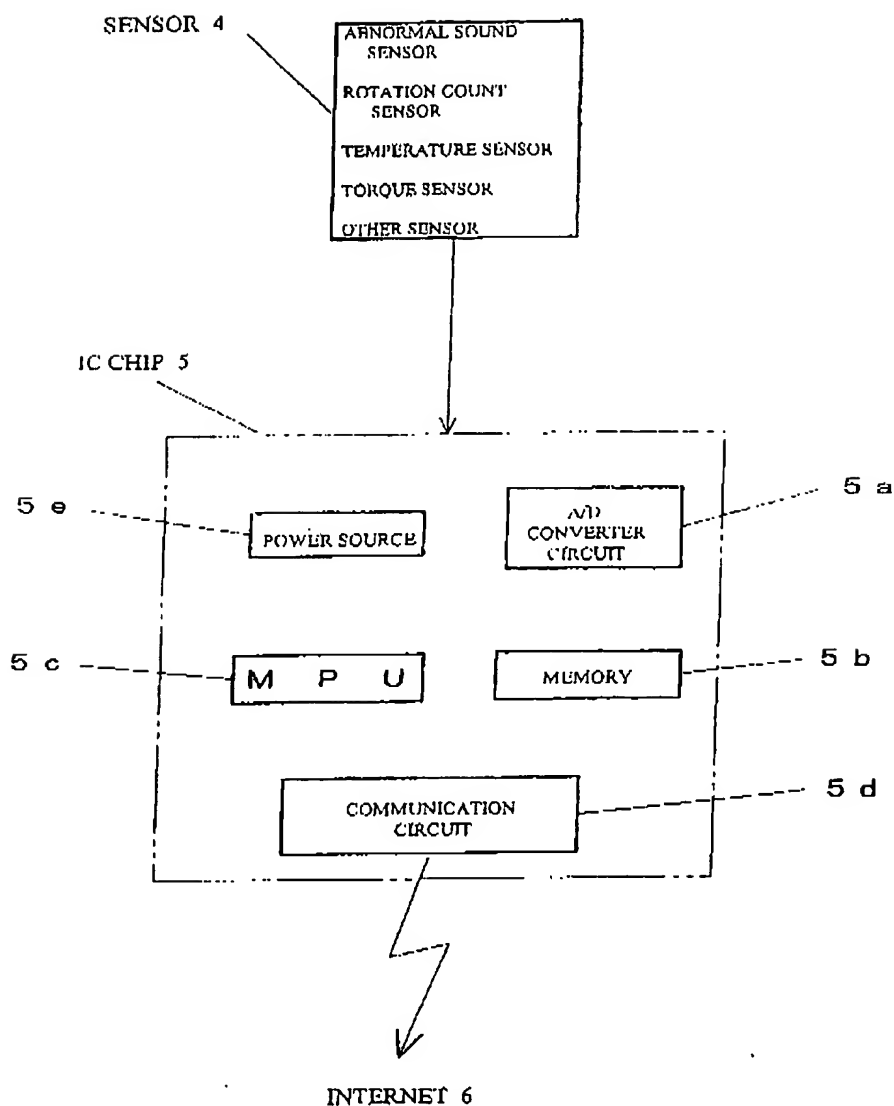 SENSOR 4
ABNORMAL SOUND
SENSOR
ROTATION COUNT
SENSOR
TEMPERATURE SENSOR
TORQUE SENSOR
OTHER SENSOR
IC CHIP 5
5 e
POWER SOURCE
A/D
CONVERTER
CIRCUIT
5 a
5 c
M P U
MEMORY
5 b
COMMUNICATION
CIRCUIT
5 d
INTERNET 6